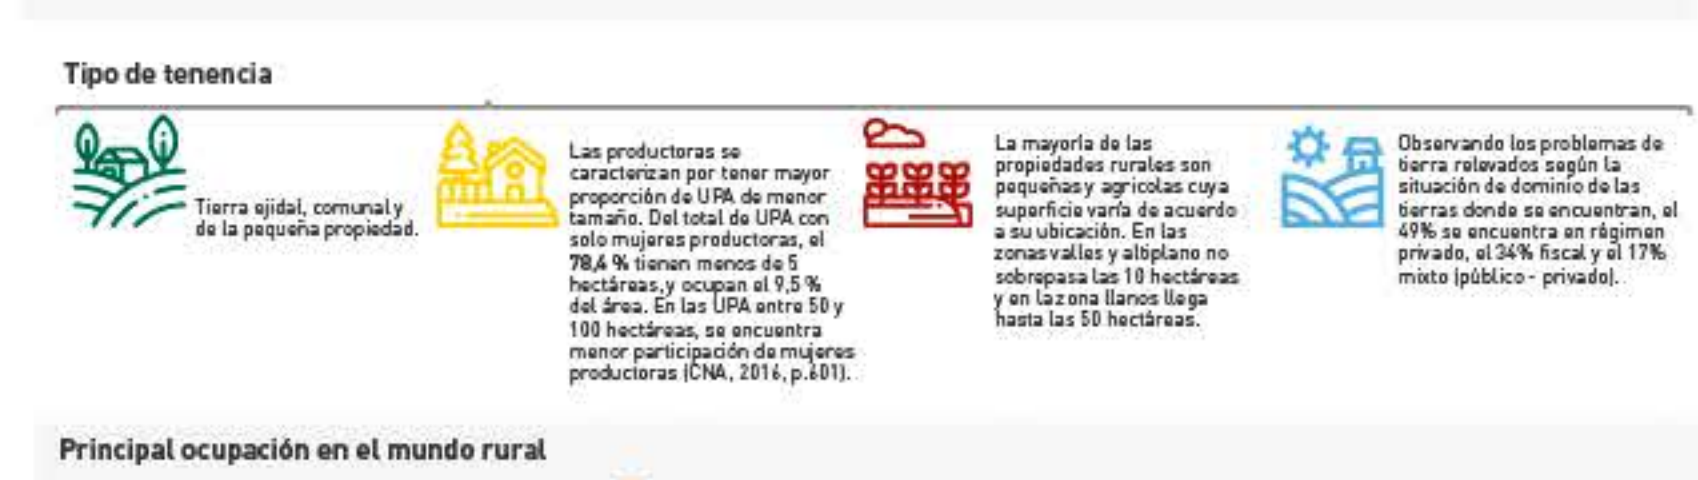 Tipo de tenencia
Tierra ejidal, comunal y
de la pequeña propiedad.
Las productoras se
caracterizan por tener mayor
proporción de UPA de menor
tamaño. Del total de UPA con
solo mujeres productoras, el
78,4 % tienen menos de 5
hectáreas, y ocupan el 9,5 %
del área. En las UPA entre 50 y
100 hectáreas, se encuentra
menor participación de mujeres
productoras (CNA, 2016, p.601).
La mayoría de las
propiedades rurales son
pequeñas y agrícolas cuya
superficie varía de acuerdo
a su ubicación. En las
zonas valles y altiplano no
sobrepasa las 10 hectáreas
y en la zona llanos llega
hasta las 50 hectáreas.
Observando los problemas de
tierra relevados según la
situación de dominio de las
tierras donde se encuentran, el
49% se encuentra en régimen
privado, el 34% fiscal y el 17%
mixto (público - privado).
Principal ocupación en el mundo rural